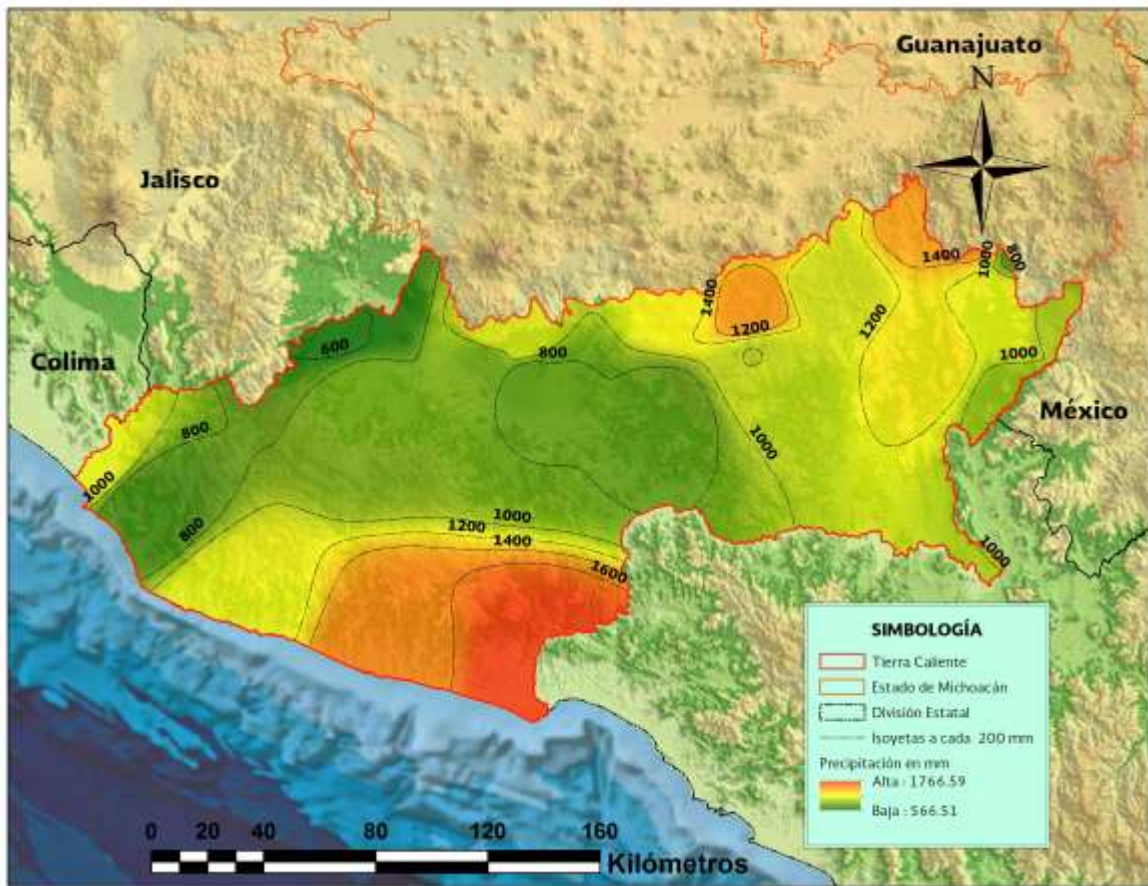 Guanajuato
N
Jalisco
Colima
México
1400
1000
800
1400
1200
1200
600
800
1000
800
1000
1000
800
1000
1200
1400
1600
1000
SIMBOLOGÍA
Tierra Caliente
Estado de Michoacán
División Estatal
Isoyetas a cada 200 mm
Precipitación en mm
Alta : 1766.59
Baja : 566.51
0 20 40 80 120 160
Kilómetros